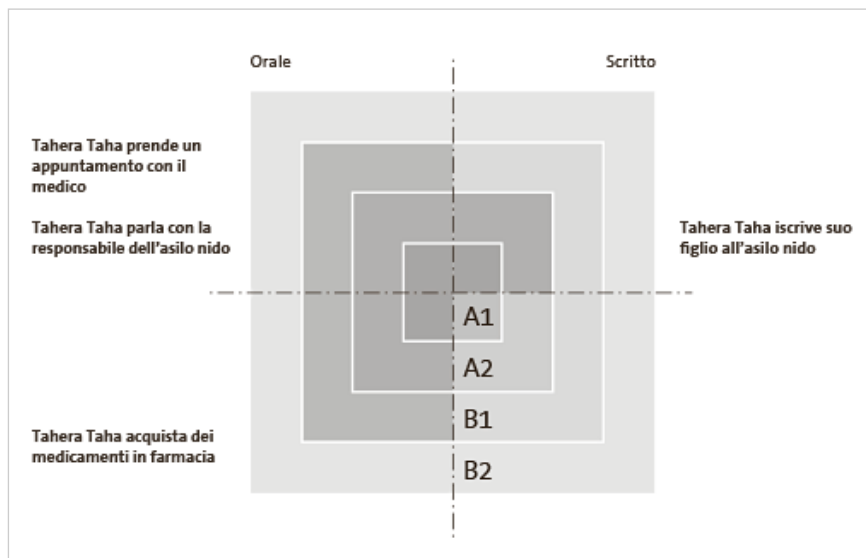 Orale
Scritto
Tahera Taha prende un
appuntamento con il
medico
Tahera Taha parla con la
responsabile dell'asilo nido
Tahera Taha iscrive suo
figlio all'asilo nido
A1
A2
B1
B2
Tahera Taha acquista dei
medicamenti in farmacia